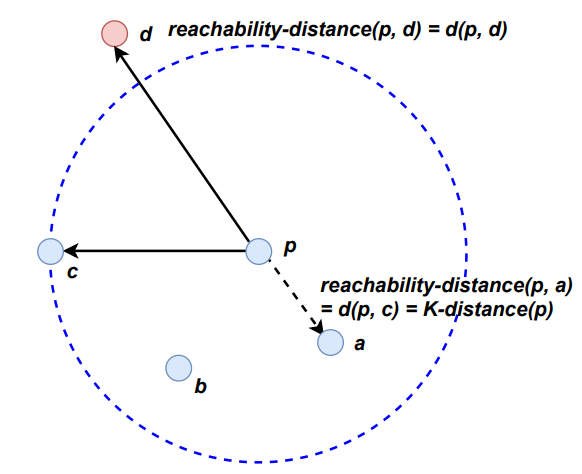 d reachability-distance(p, d) = d(p, d)
p
c
reachability-distance(p, a)
= d(p, c) = K-distance(p)
a
b